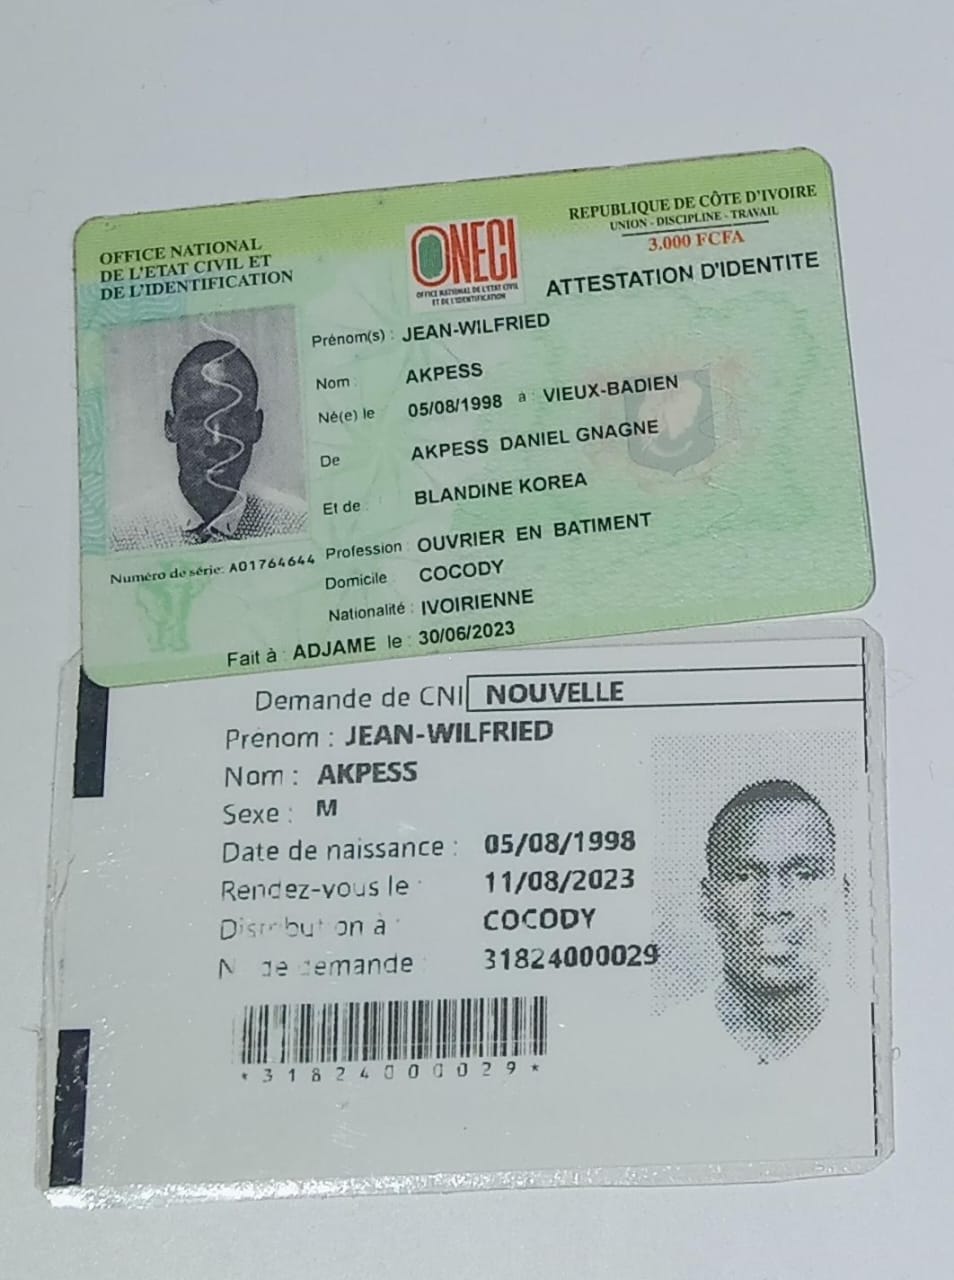 OFFICE NATIONAL
DE L'ETAT CIVIL ET
DE L'IDENTIFICATION
ONECI
OFFICE NATIONAL DE L'ETAT CIVIL
ET DE L'IDENTIFICATION
REPUBLIQUE DE CÔTE D'IVOIRE
UNION - DISCIPLINE - TRAVAIL
3.000 FCFA
ATTESTATION D'IDENTITE
Prénom(s) : JEAN-WILFRIED
Nom : AKPESS
Né(e) le 05/08/1998 à : VIEUX-BADIEN
De AKPESS DANIEL GNAGNE
Et de : BLANDINE KOREA
Numéro de série: A01764644
Profession : OUVRIER EN BATIMENT
Domicile COCODY
Nationalité : IVOIRIENNE
Fait à : ADJAME le : 30/06/2023
Demande de CNI NOUVELLE
Prénom : JEAN-WILFRIED
Nom : AKPESS
Sexe : M
Date de naissance : 05/08/1998
Rendez-vous le : 11/08/2023
Distribution à : COCODY
N de demande 31824000029
*31824000029*